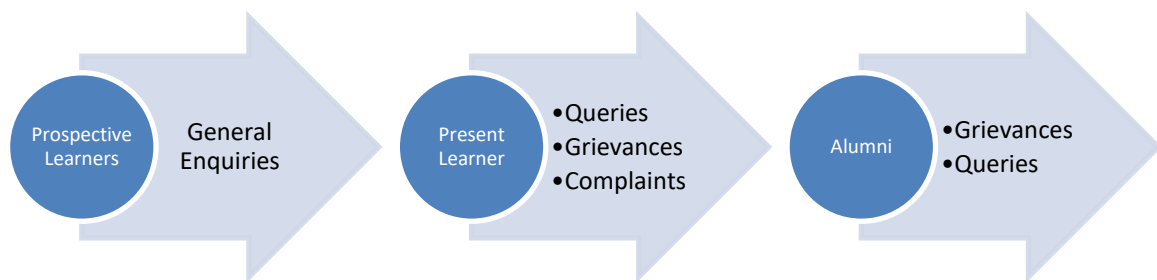 Prospective
Learners
General
Enquiries
Present
Learner
•Queries
•Grievances
•Complaints
Alumni
•Grievances
•Queries